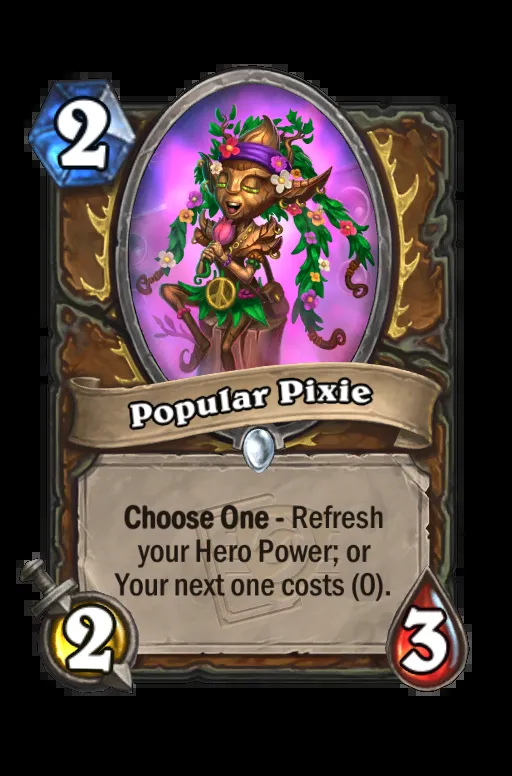 2
Popular Pixie
Choose One - Refresh
your Hero Power; or
Your next one costs (0).
2
3